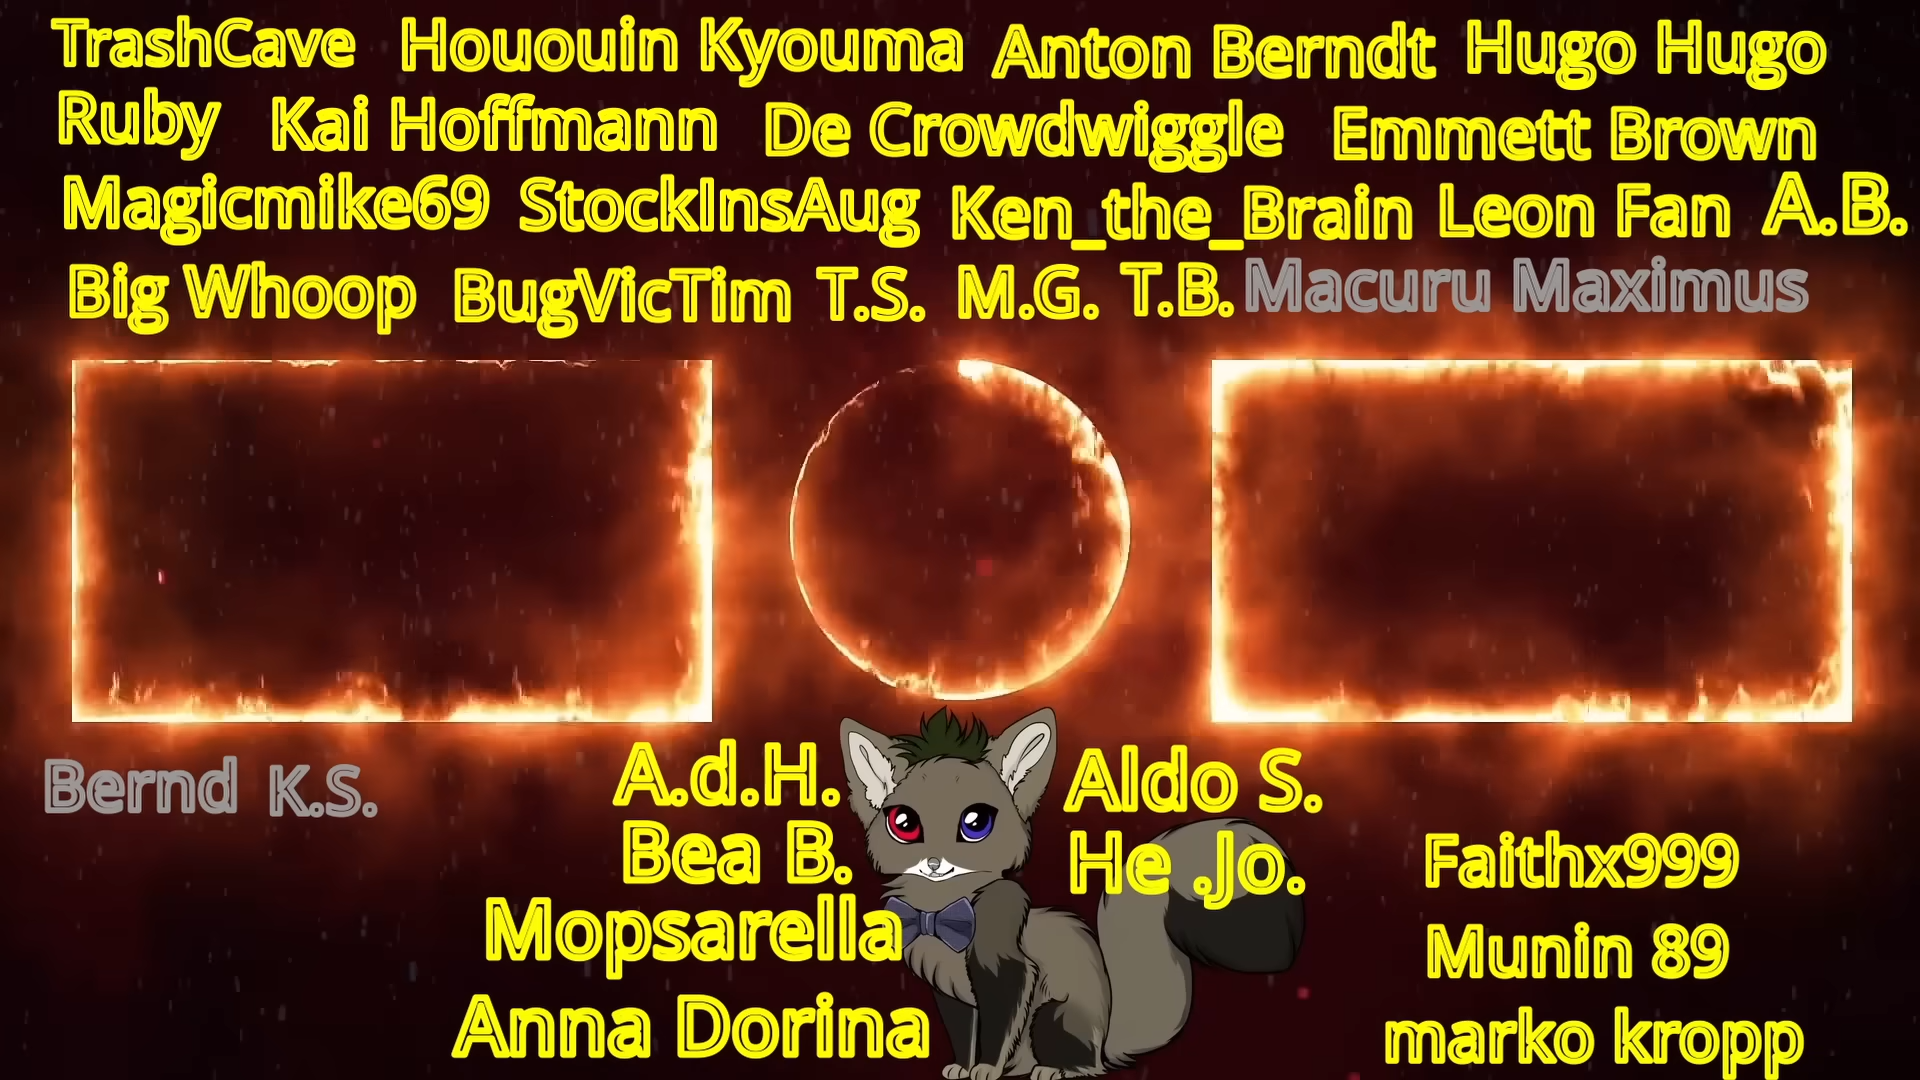 TrashCave Hououin Kyouma Anton Berndt Hugo Hugo
Ruby Kai Hoffmann De Crowdwiggle Emmett Brown
Magicmike69 StockInsAug Ken_the_Brain Leon Fan A.B.
Big Whoop BugVicTim T.S. M.G. T.B. Macuru Maximus
Bernd K.S.
A.d.H. Aldo S.
Bea B. He .Jo.
Mopsarella
Anna Dorina
Faithx999
Munin 89
marko kropp